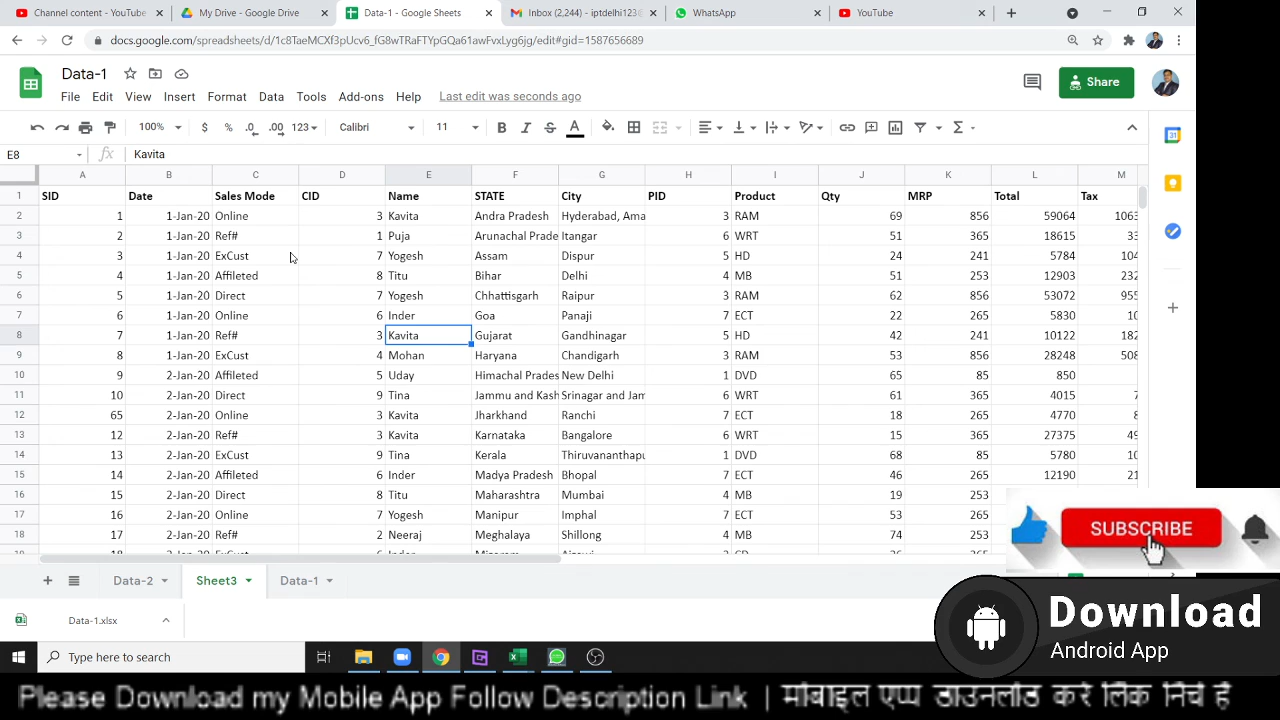 Channel content - YouTube
My Drive - Google Drive
Data-1 - Google Sheets
Inbox (2,244) - iptdelhi123@
WhatsApp
YouTube
docs.google.com/spreadsheets/d/1c8TaeMCXf3pUcv6_fG8wTRaFTYpGQa61awFvxLyg6jg/edit#gid=1587656689
Data-1
File Edit View Insert Format Data Tools Add-ons Help Last edit was seconds ago
Share
100% $ % .0 .00 123 Calibri 11 B I S A
E8 fx Kavita
A B C D E F G H I J K L M
1 SID Date Sales Mode CID Name STATE City PID Product Qty MRP Total Tax
2 1 1-Jan-20 Online 3 Kavita Andra Pradesh Hyderabad, Ama 3 RAM 69 856 59064 1063
3 2 1-Jan-20 Ref# 1 Puja Arunachal Prade Itangar 6 WRT 51 365 18615 33
4 3 1-Jan-20 ExCust 7 Yogesh Assam Dispur 5 HD 24 241 5784 104
5 4 1-Jan-20 Affileted 8 Titu Bihar Delhi 4 MB 51 253 12903 232
6 5 1-Jan-20 Direct 7 Yogesh Chhattisgarh Raipur 3 RAM 62 856 53072 955
7 6 1-Jan-20 Online 6 Inder Goa Panaji 7 ECT 22 265 5830 10
8 7 1-Jan-20 Ref# 3 Kavita Gujarat Gandhinagar 5 HD 42 241 10122 182
9 8 1-Jan-20 ExCust 4 Mohan Haryana Chandigarh 3 RAM 53 856 28248 508
10 9 2-Jan-20 Affileted 5 Uday Himachal Prades New Delhi 1 DVD 65 85 850
11 10 2-Jan-20 Direct 9 Tina Jammu and Kash Srinagar and Jam 6 WRT 61 365 4015 7
12 65 2-Jan-20 Online 3 Kavita Jharkhand Ranchi 7 ECT 18 265 4770 8
13 12 2-Jan-20 Ref# 3 Kavita Karnataka Bangalore 6 WRT 15 365 27375 49
14 13 2-Jan-20 ExCust 9 Tina Kerala Thiruvananthapu 1 DVD 68 85 5780 10
15 14 2-Jan-20 Affileted 6 Inder Madya Pradesh Bhopal 7 ECT 46 265 12190 21
16 15 2-Jan-20 Direct 8 Titu Maharashtra Mumbai 4 MB 19 253
17 16 2-Jan-20 Online 7 Yogesh Manipur Imphal 7 ECT 53 265
18 17 2-Jan-20 Ref# 2 Neeraj Meghalaya Shillong 4 MB 74 253
SUBSCRIBE
Data-2 Sheet3 Data-1
Data-1.xlsx
Download
Android App
Type here to search
Please Download my Mobile App Follow Description Link | मोबाइल एप्प डाउनलोड करे लिंक निचे हैं